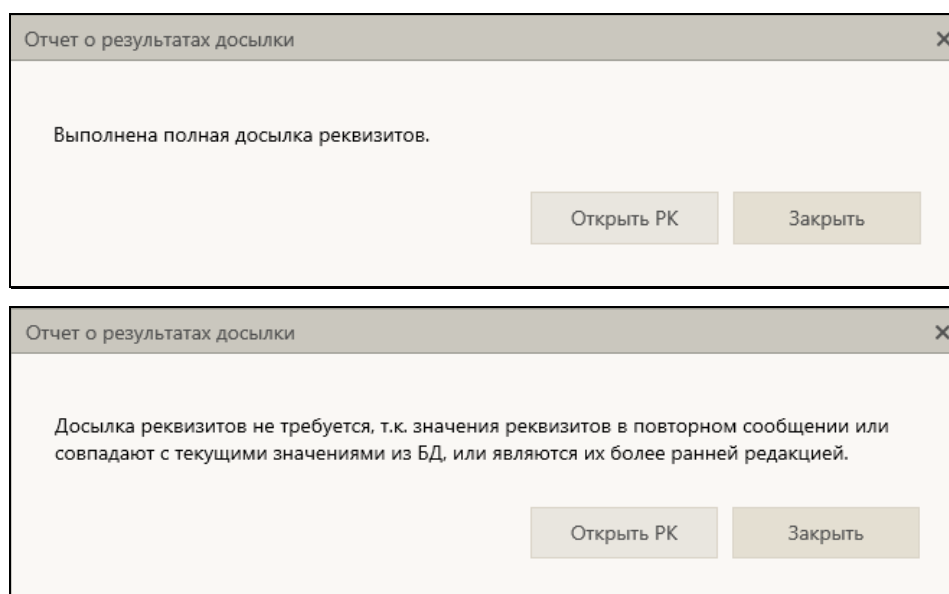 Отчет о результатах досылки
Выполнена полная досылка реквизитов.
Открыть РК Закрыть
Отчет о результатах досылки
Досылка реквизитов не требуется, т.к. значения реквизитов в повторном сообщении или
совпадают с текущими значениями из БД, или являются их более ранней редакцией.
Открыть РК Закрыть